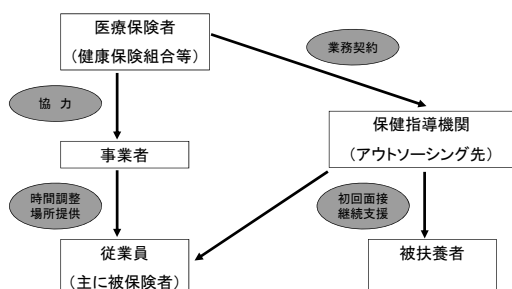 医療保険者
(健康保険組合等)
業務契約
協 力
保健指導機関
(アウトソーシング先)
事業者
時間調整
場所提供
初回面接
継続支援
従業員
(主に被保険者)
被扶養者